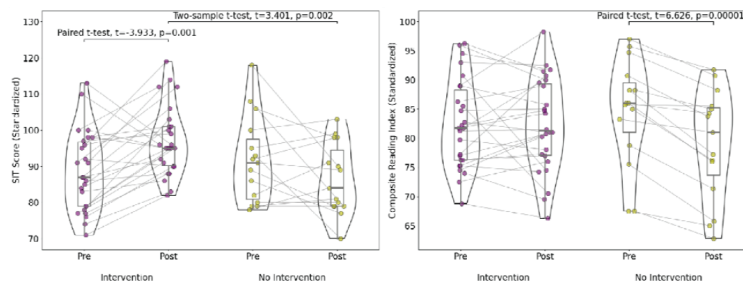 Two-sample t-test, t=3.401, p=0.002
Paired t-test, t=-3.933, p=0.001
SIT Score (Standardized)
130
120
110
100
90
80
70
Pre
Post
Pre
Post
Intervention
No Intervention
Paired t-test, t=6.626, p=0.00001
Composite Reading Index (Standardized)
100
95
90
85
80
75
70
65
Pre
Post
Pre
Post
Intervention
No Intervention